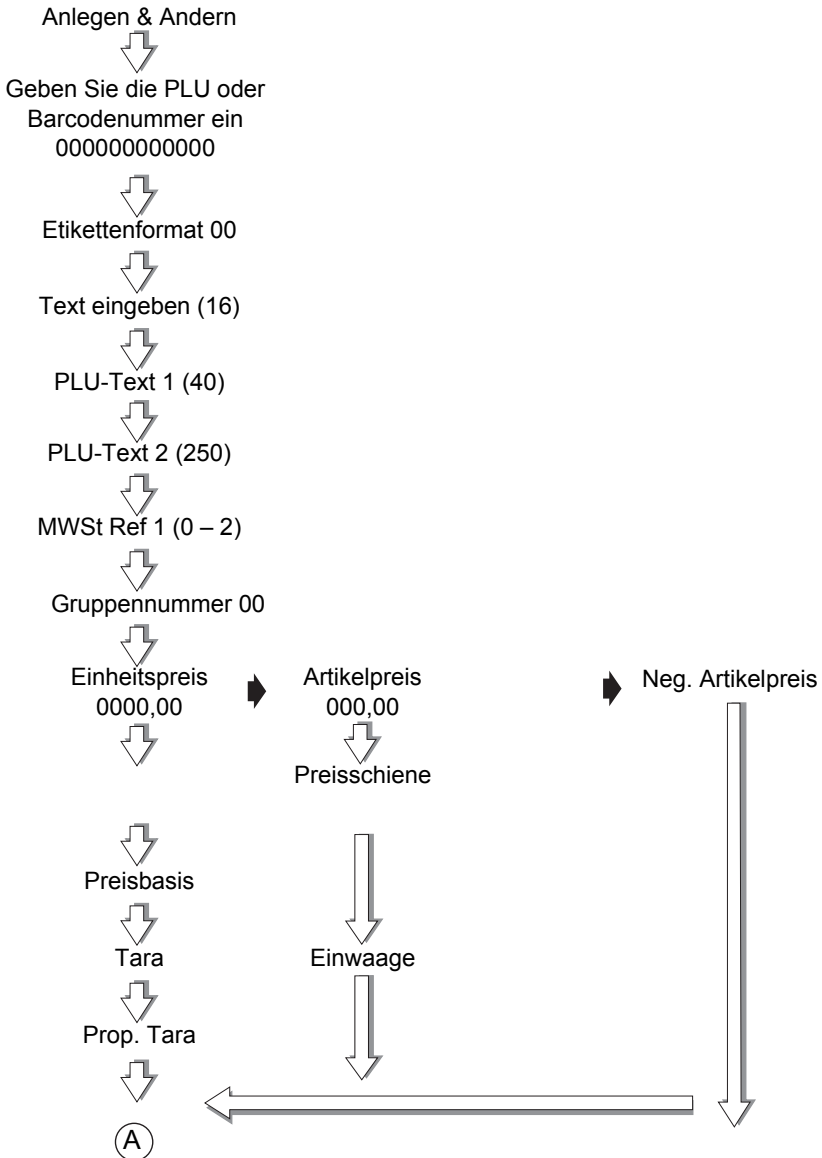 Anlegen & Andern
Geben Sie die PLU oder
Barcodenummer ein
000000000000
Etikettenformat 00
Text eingeben (16)
PLU-Text 1 (40)
PLU-Text 2 (250)
MWSt Ref 1 (0 – 2)
Gruppennummer 00
Einheitspreis
0000,00
Artikelpreis
000,00
Neg. Artikelpreis
Preisschiene
Preisbasis
Tara
Einwaage
Prop. Tara
A